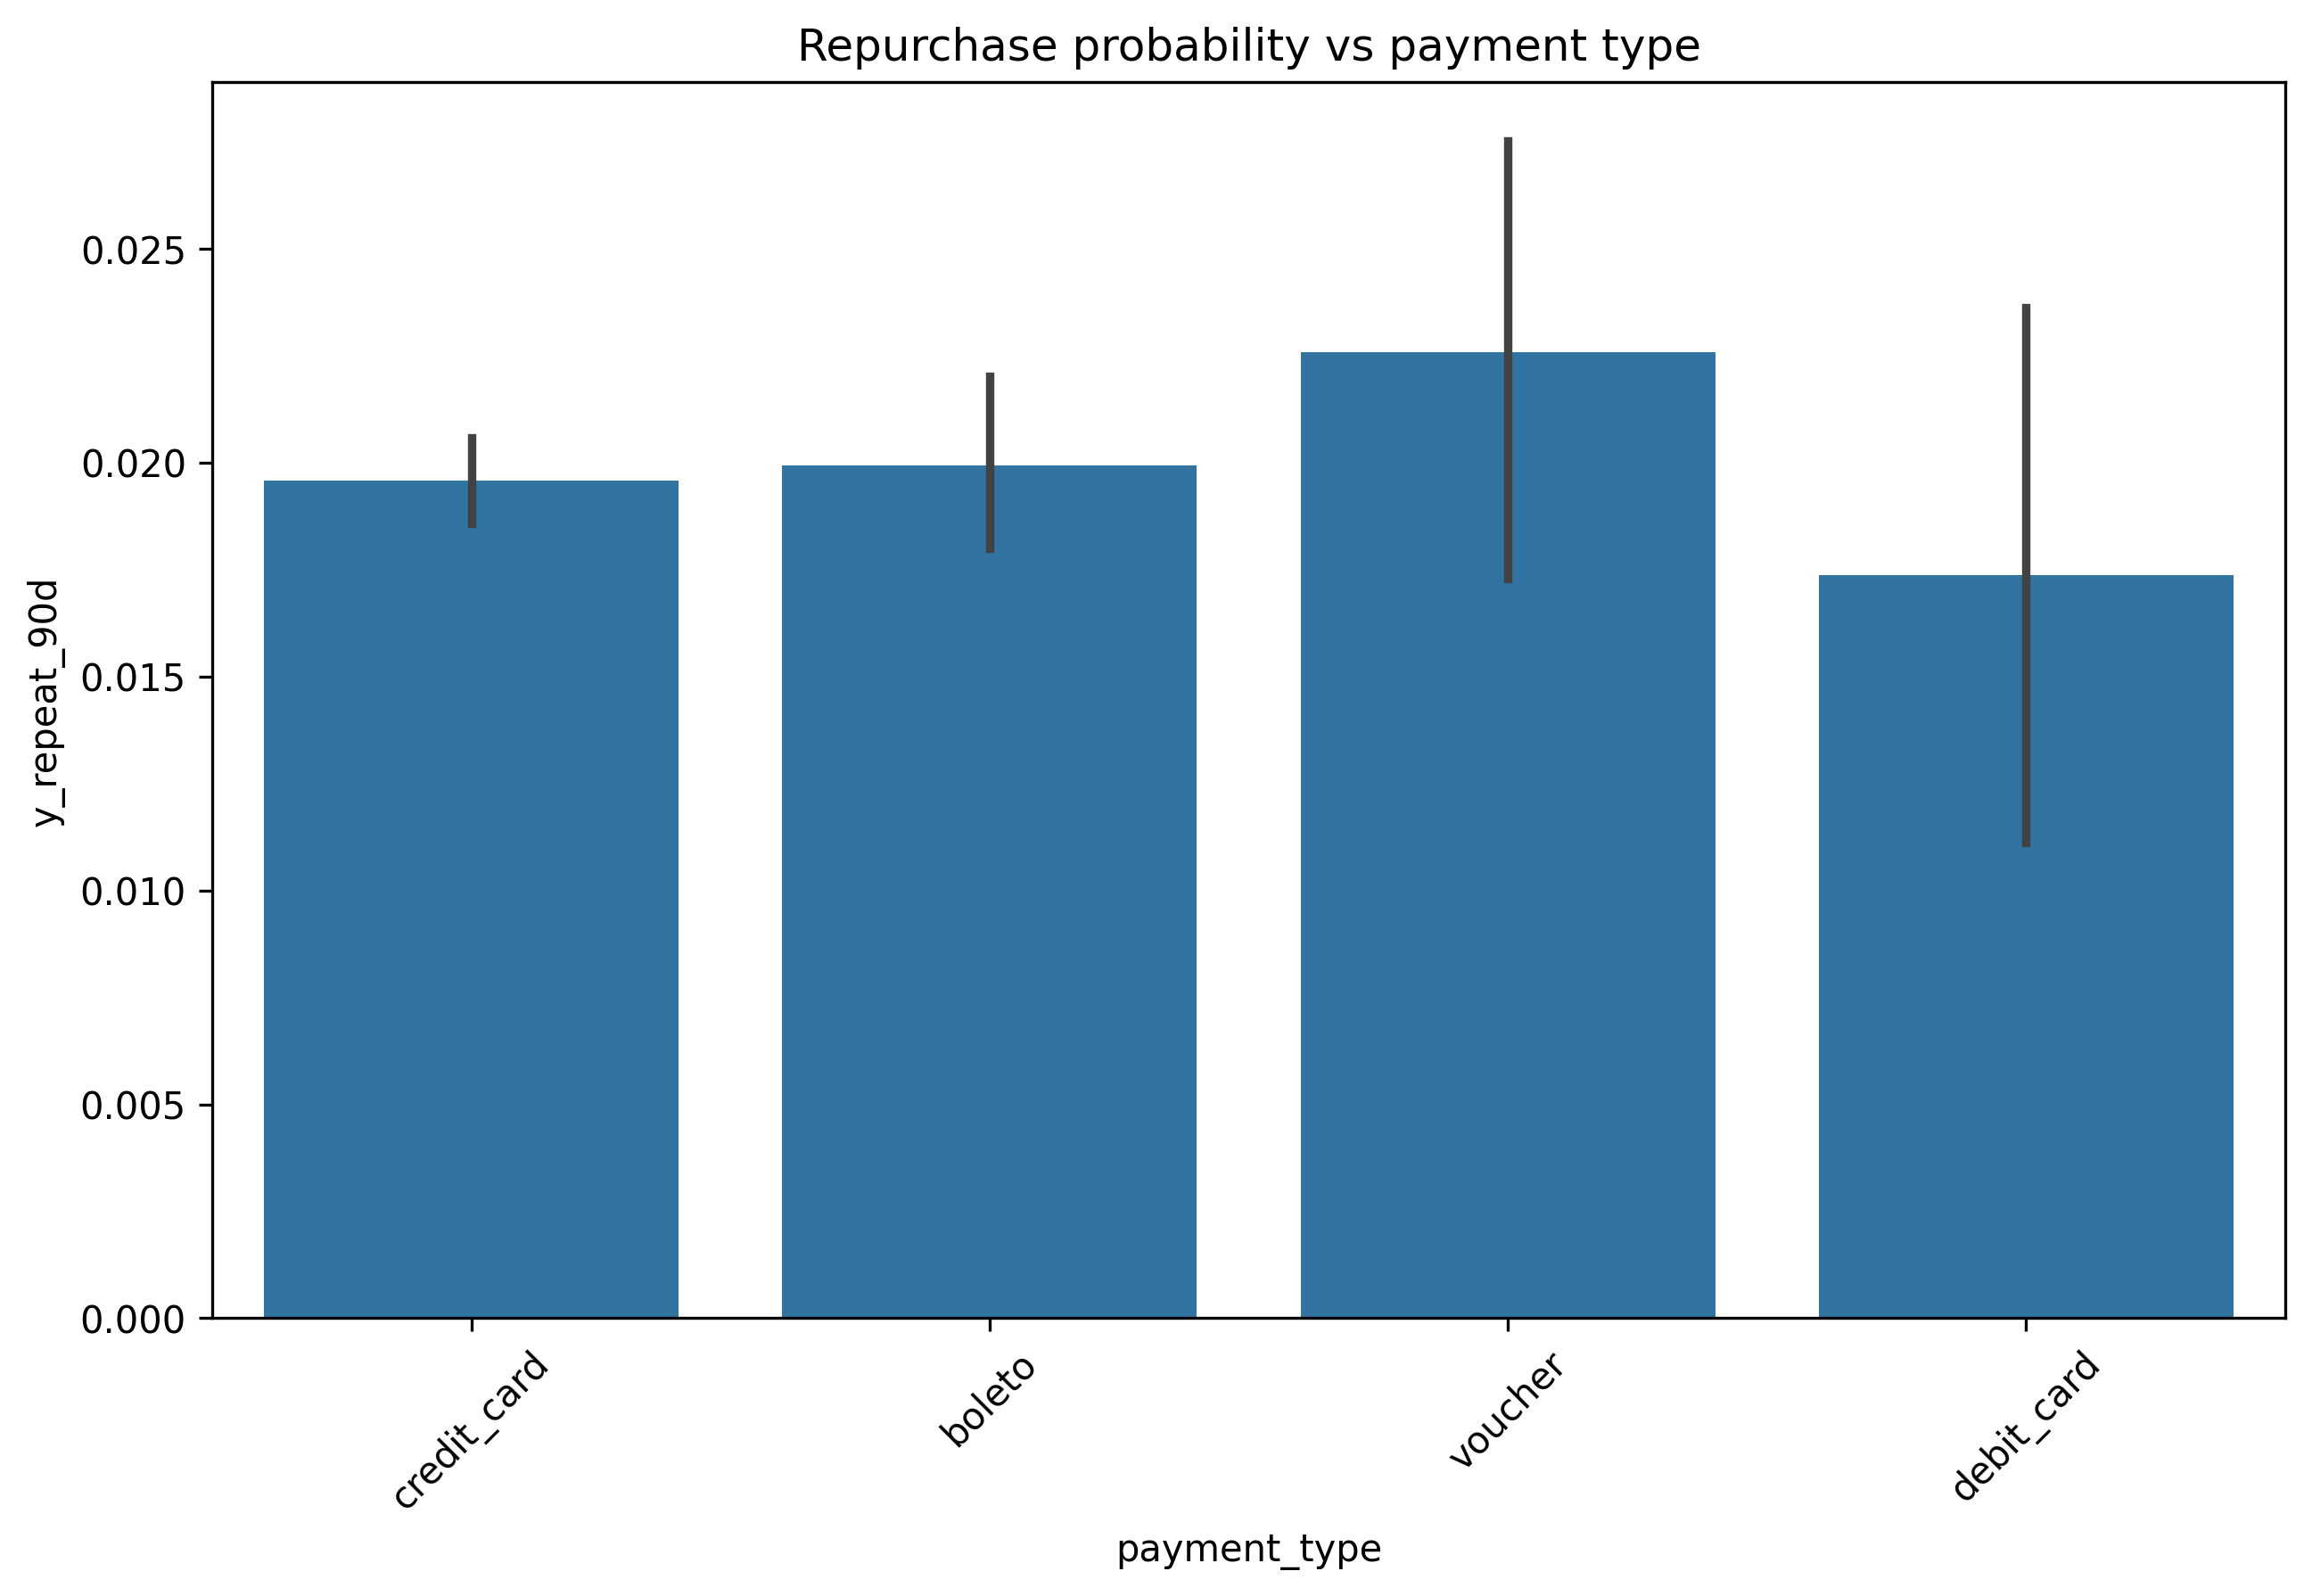 Repurchase probability vs payment type
0.025
0.020
0.015
0.010
0.005
0.000
y_repeat_90d
credit_card
boleto
voucher
debit_card
payment_type